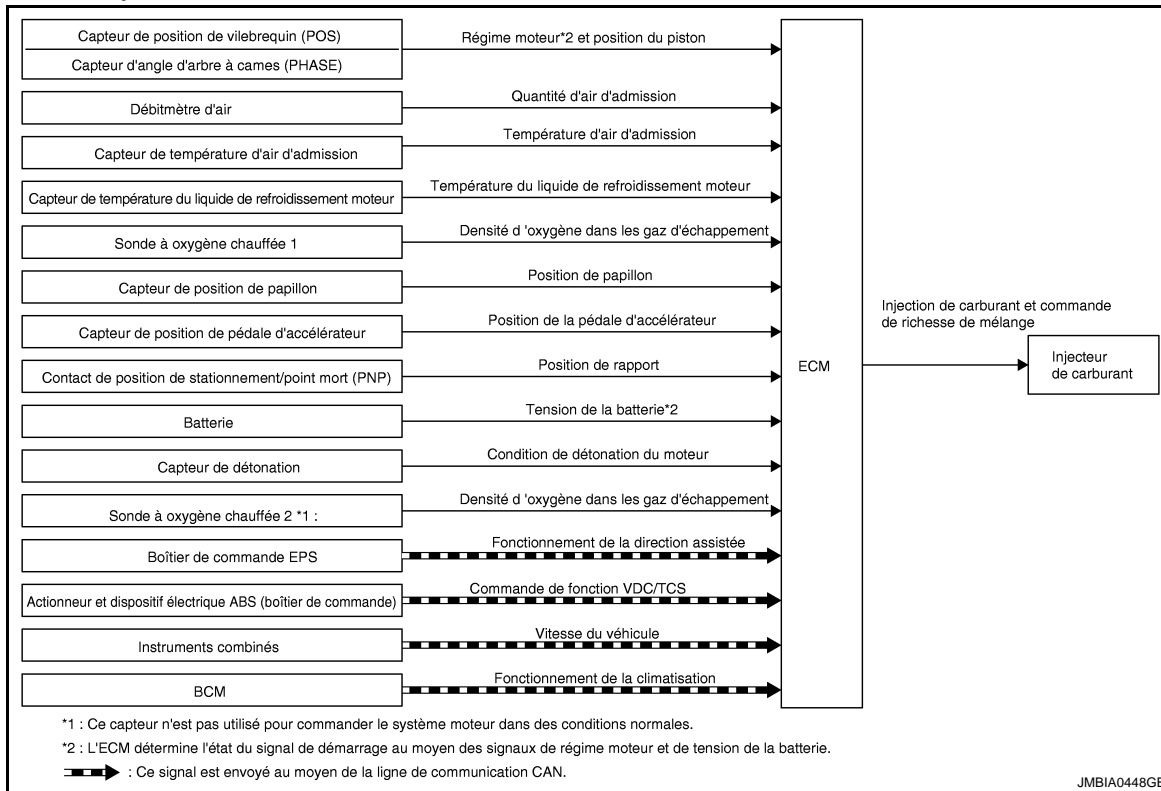 Capteur de position de vilebrequin (POS)
Régime moteur*2 et position du piston
Capteur d'angle d'arbre à cames (PHASE)
Débitmètre d'air
Quantité d'air d'admission
Capteur de température d'air d'admission
Température d'air d'admission
Capteur de température du liquide de refroidissement moteur
Température du liquide de refroidissement moteur
Sonde à oxygène chauffée 1
Densité d 'oxygène dans les gaz d'échappement
Capteur de position de papillon
Position de papillon
Capteur de position de pédale d'accélérateur
Position de la pédale d'accélérateur
Contact de position de stationnement/point mort (PNP)
Position de rapport
Batterie
Tension de la batterie*2
Capteur de détonation
Condition de détonation du moteur
Sonde à oxygène chauffée 2 *1 :
Densité d 'oxygène dans les gaz d'échappement
Boîtier de commande EPS
Fonctionnement de la direction assistée
Actionneur et dispositif électrique ABS (boîtier de commande)
Commande de fonction VDC/TCS
Instruments combinés
Vitesse du véhicule
BCM
Fonctionnement de la climatisation
ECM
Injection de carburant et commande
de richesse de mélange
Injecteur
de carburant
*1 : Ce capteur n'est pas utilisé pour commander le système moteur dans des conditions normales.
*2 : L'ECM détermine l'état du signal de démarrage au moyen des signaux de régime moteur et de tension de la batterie.
: Ce signal est envoyé au moyen de la ligne de communication CAN.